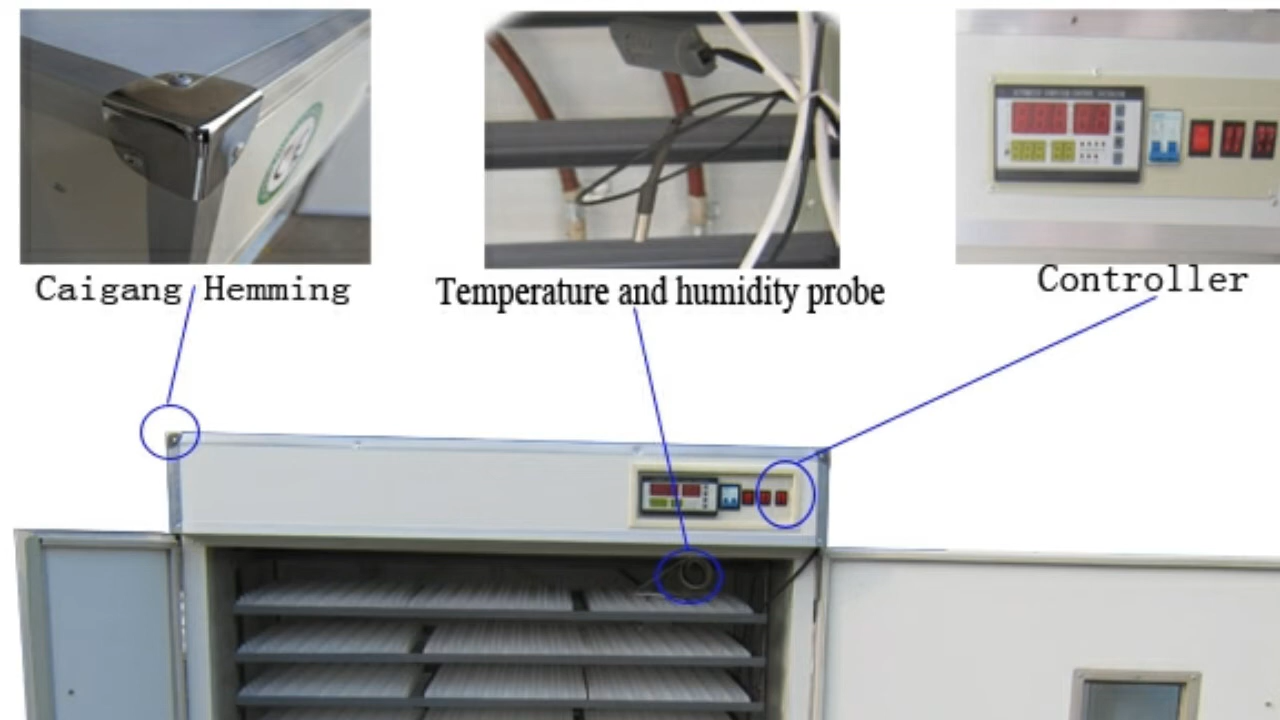 Caigang Hemming
Temperature and humidity probe
Controller